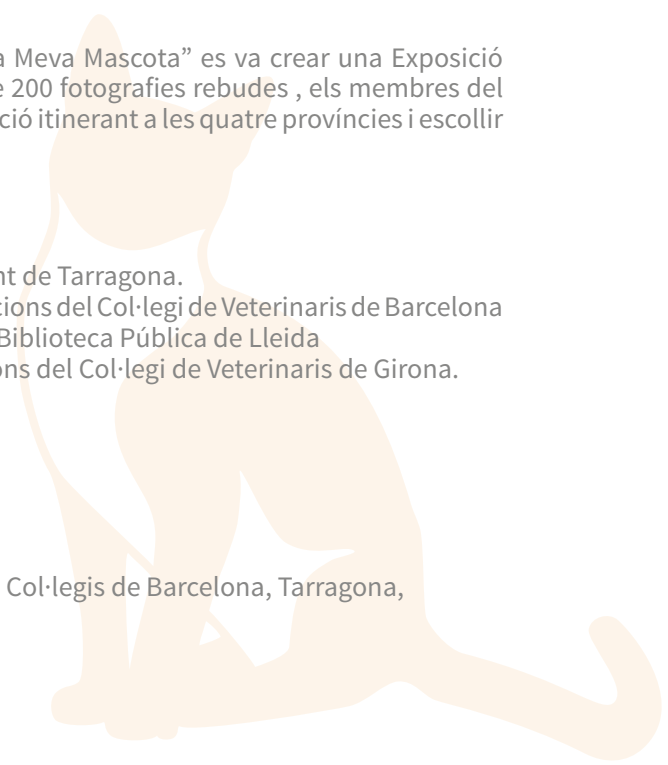 a Meva Mascota” es va crear una Exposició
e 200 fotografies rebudes , els membres del
ció itinerant a les quatre províncies i escollir
nt de Tarragona.
cions del Col·legi de Veterinaris de Barcelona
Biblioteca Pública de Lleida
ons del Col·legi de Veterinaris de Girona.
Col·legis de Barcelona, Tarragona,